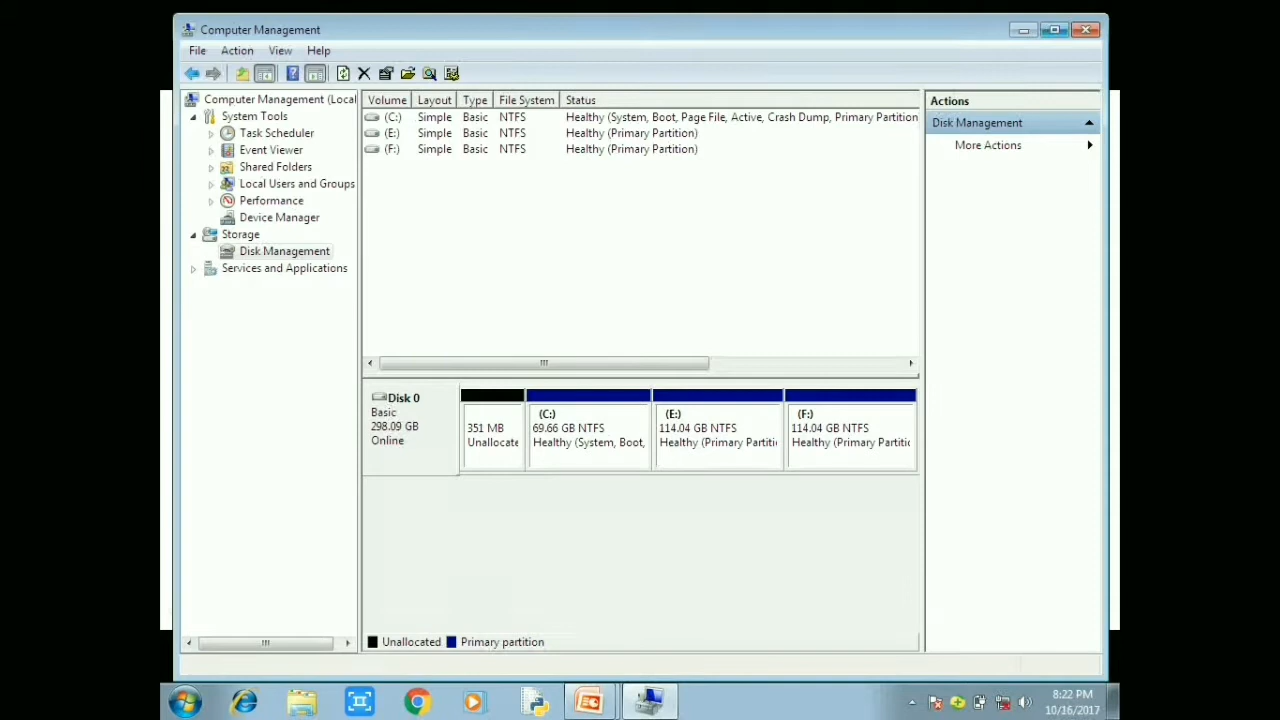 Computer Management
File Action View Help
Computer Management (Local
System Tools
Task Scheduler
Event Viewer
Shared Folders
Local Users and Groups
Performance
Device Manager
Storage
Disk Management
Services and Applications
Volume Layout Type File System Status
(C:) Simple Basic NTFS Healthy (System, Boot, Page File, Active, Crash Dump, Primary Partition
(E:) Simple Basic NTFS Healthy (Primary Partition)
(F:) Simple Basic NTFS Healthy (Primary Partition)
Disk 0
Basic
298.09 GB
Online
351 MB
Unallocate
(C:)
69.66 GB NTFS
Healthy (System, Boot,
(E:)
114.04 GB NTFS
Healthy (Primary Partiti
(F:)
114.04 GB NTFS
Healthy (Primary Partitic
Unallocated Primary partition
Actions
Disk Management
More Actions
8:22 PM
10/16/2017